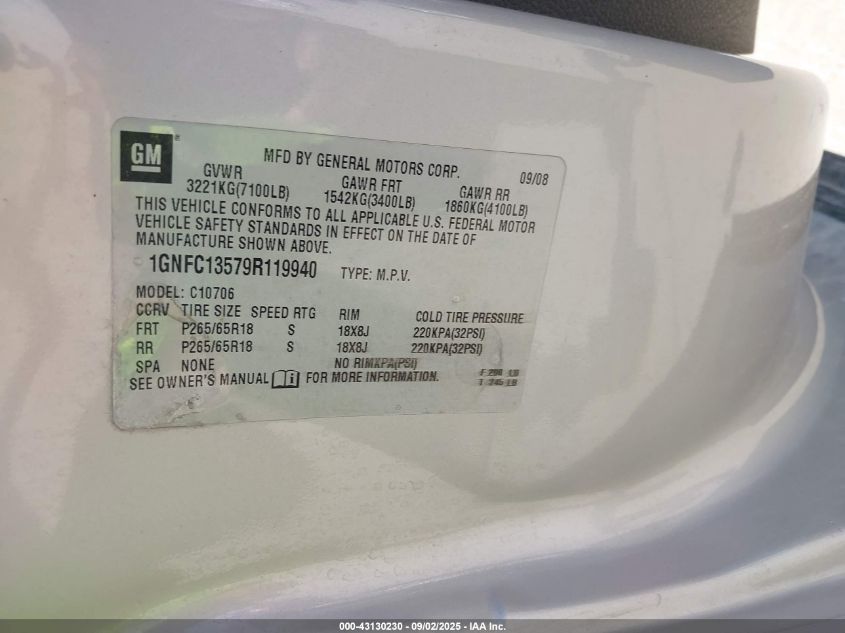 GM
MFD BY GENERAL MOTORS CORP. 09/08
GVWR GAWR FRT GAWR RR
3221KG(7100LB) 1542KG(3400LB) 1860KG(4100LB)
THIS VEHICLE CONFORMS TO ALL APPLICABLE U.S. FEDERAL MOTOR
VEHICLE SAFETY STANDARDS IN EFFECT ON THE DATE OF
MANUFACTURE SHOWN ABOVE.
1GNFC13579R119940 TYPE: M.P.V.
MODEL: C10706
CCRV TIRE SIZE SPEED RTG RIM COLD TIRE PRESSURE
FRT P265/65R18 S 18X8J 220KPA(32PSI)
RR P265/65R18 S 18X8J 220KPA(32PSI)
SPA NONE NO RIMKPA(PSI)
SEE OWNER'S MANUAL FOR MORE INFORMATION.
000-43130230 - 09/02/2025 - IAA Inc.